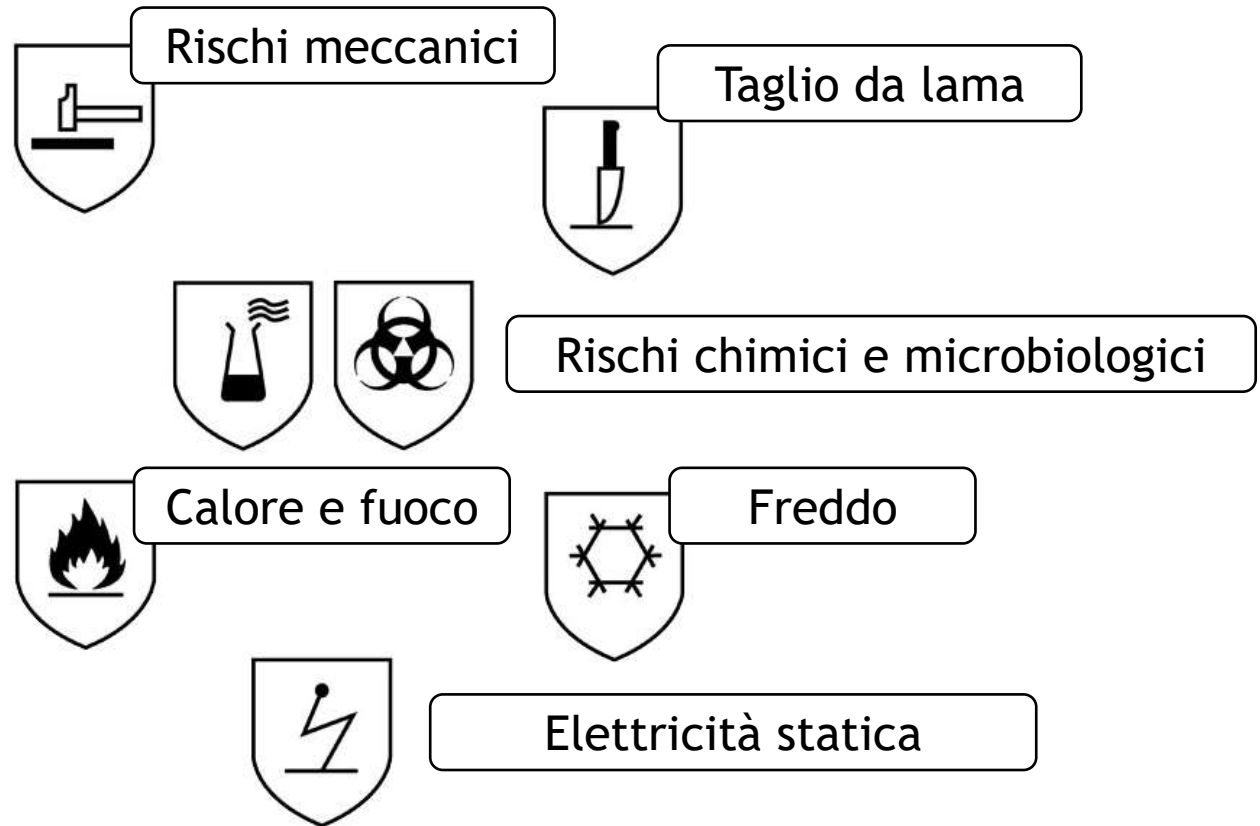 Rischi meccanici
Taglio da lama
Rischi chimici e microbiologici
Calore e fuoco
Freddo
Elettricità statica